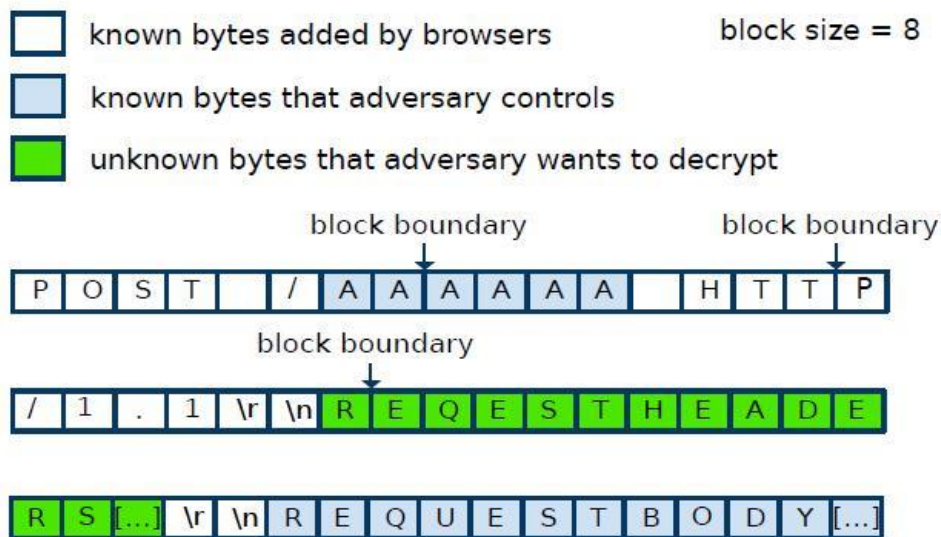 known bytes added by browsers block size = 8
known bytes that adversary controls
unknown bytes that adversary wants to decrypt
block boundary block boundary
P O S T / A A A A A A H T T P
block boundary
/ 1 . 1 \r \n R E Q E S T H E A D E
R S [...] \r \n R E Q U E S T B O D Y [...]